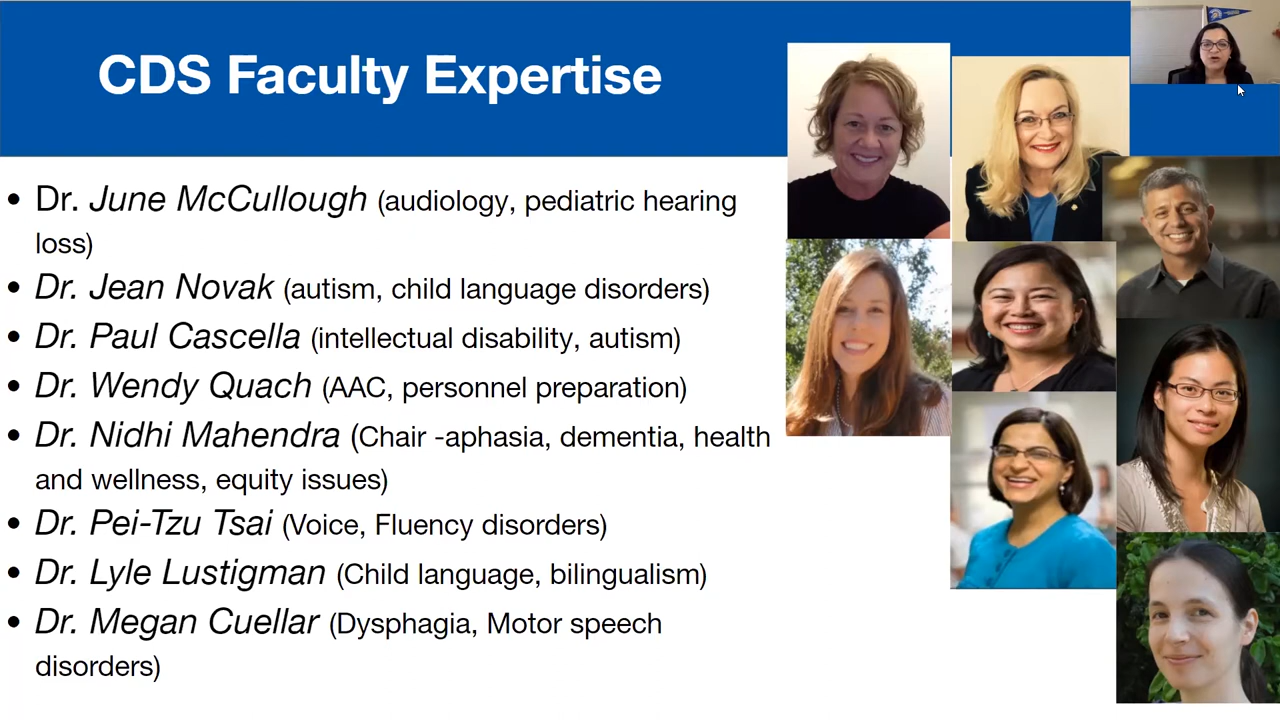 CDS Faculty Expertise
• Dr. June McCullough (audiology, pediatric hearing
loss)
• Dr. Jean Novak (autism, child language disorders)
• Dr. Paul Cascella (intellectual disability, autism)
• Dr. Wendy Quach (AAC, personnel preparation)
• Dr. Nidhi Mahendra (Chair -aphasia, dementia, health
and wellness, equity issues)
• Dr. Pei-Tzu Tsai (Voice, Fluency disorders)
• Dr. Lyle Lustigman (Child language, bilingualism)
• Dr. Megan Cuellar (Dysphagia, Motor speech
disorders)